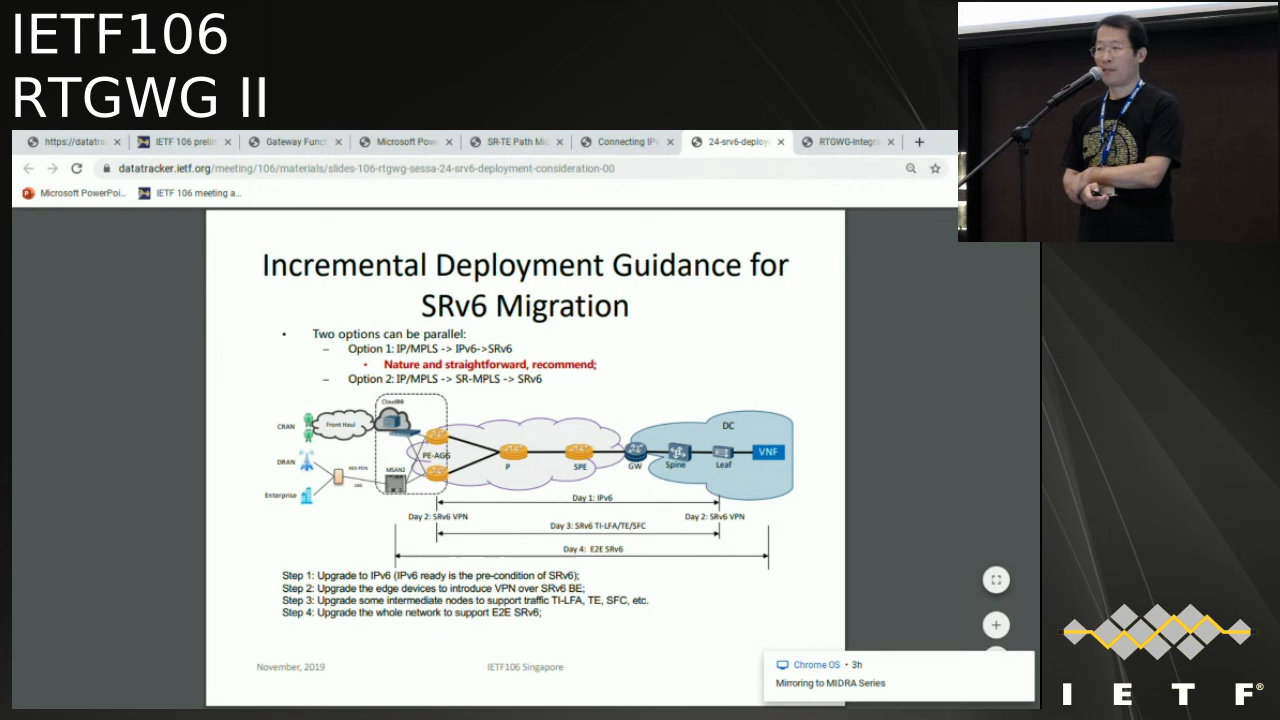 IETF106
RTGWG II
https://datatra
IETF 106 prelin
Gateway Funct
Microsoft Powe
SR-TE Path Mi
Connecting IPv
24-srv6-deploy
RTGWG-Integra
datatracker.ietf.org/meeting/106/materials/slides-106-rtgwg-sessa-24-srv6-deployment-consideration-00
Microsoft PowerPoi...
IETF 106 meeting a...
Incremental Deployment Guidance for
SRv6 Migration
• Two options can be parallel:
– Option 1: IP/MPLS -> IPv6->SRv6
• Nature and straightforward, recommend;
– Option 2: IP/MPLS -> SR-MPLS -> SRv6
CloudBB
CRAN
Front Haul
DC
PE-AGG
P
SPE
GW
Spine
Leaf
VNF
DRAN
MSAN2
Enterprise
Day 1: IPv6
Day 2: SRv6 VPN
Day 2: SRv6 VPN
Day 3: SRv6 TI-LFA/TE/SFC
Day 4: E2E SRv6
Step 1: Upgrade to IPv6 (IPv6 ready is the pre-condition of SRv6);
Step 2: Upgrade the edge devices to introduce VPN over SRv6 BE;
Step 3: Upgrade some intermediate nodes to support traffic TI-LFA, TE, SFC, etc.
Step 4: Upgrade the whole network to support E2E SRv6;
November, 2019
IETF106 Singapore
Chrome OS • 3h
Mirroring to MIDRA Series
I E T F®